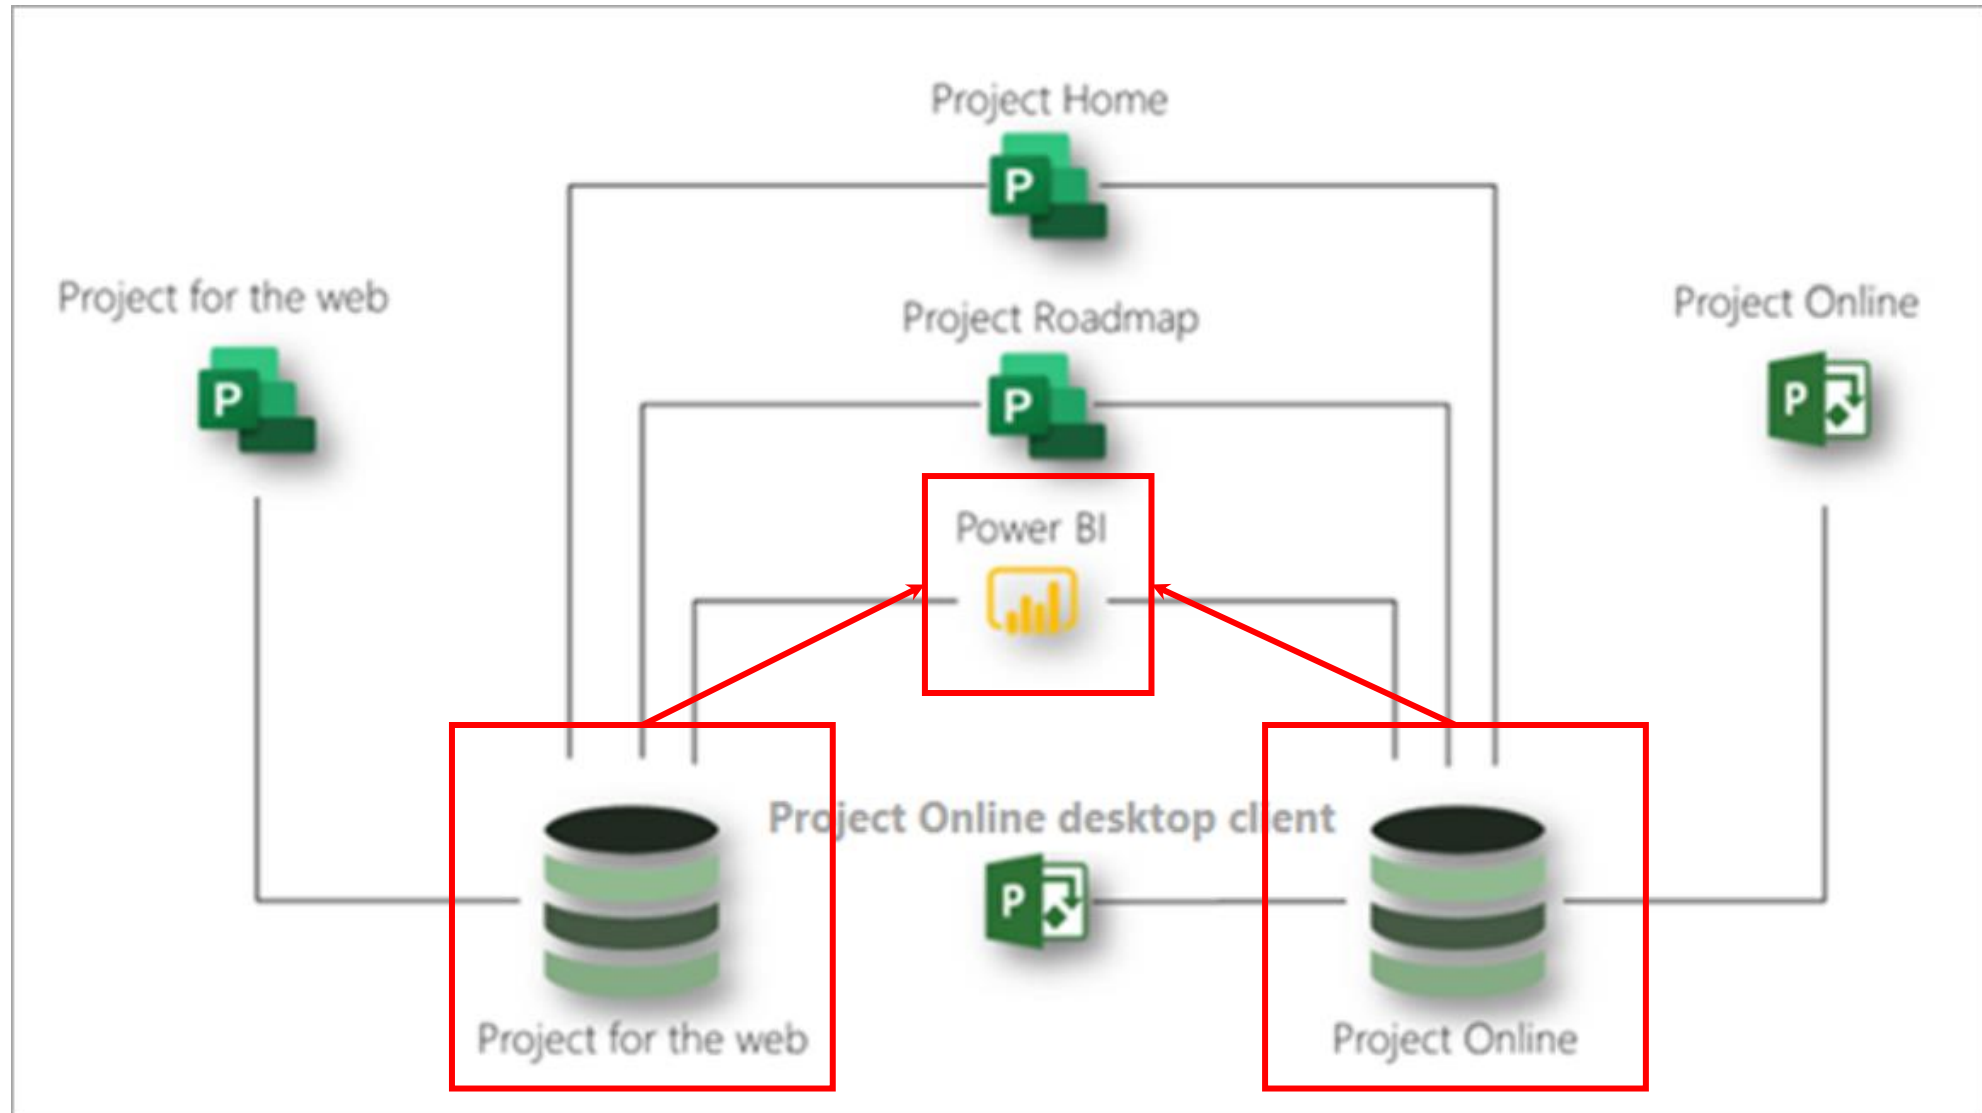 Project Home
Project for the web
Project Online
Project Roadmap
P
P
P
P
Power BI
Project Online desktop client
P
Project for the web
Project Online